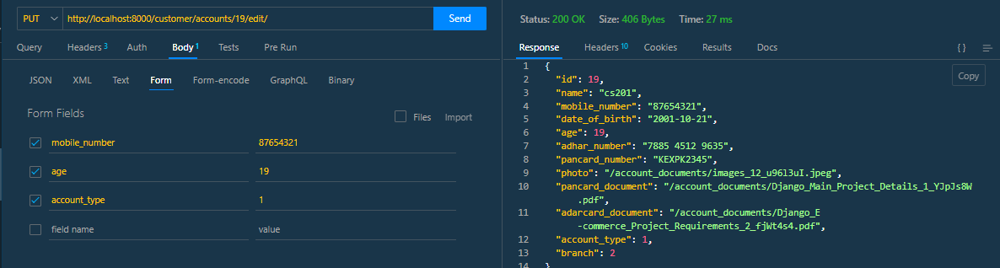 PUT http://localhost:8000/customer/accounts/19/edit/ Send
Query Headers 3 Auth Body 1 Tests Pre Run
JSON XML Text Form Form-encode GraphQL Binary
Form Fields Files Import
mobile_number 87654321
age 19
account_type 1
field name value
Status: 200 OK Size: 406 Bytes Time: 27 ms
Response Headers 10 Cookies Results Docs { }
Copy
1 {
2 "id": 19,
3 "name": "cs201",
4 "mobile_number": "87654321",
5 "date_of_birth": "2001-10-21",
6 "age": 19,
7 "adhar_number": "7885 4512 9635",
8 "pancard_number": "KEXPK2345",
9 "photo": "/account_documents/images_12_u96l3uI.jpeg",
10 "pancard_document": "/account_documents/Django_Main_Project_Details_1_YJpJs8W
.pdf",
11 "adarcard_document": "/account_documents/Django_E
-commerce_Project_Requirements_2_fjWt4s4.pdf",
12 "account_type": 1,
13 "branch": 2
14 }